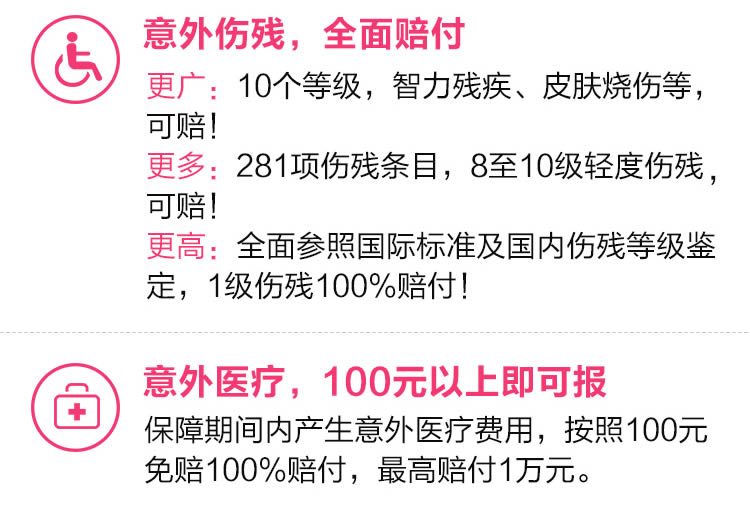 意外伤残，全面赔付
更广：10个等级，智力残疾、皮肤烧伤等，
可赔！
更多：281项伤残条目，8至10级轻度伤残，
可赔！
更高：全面参照国际标准及国内伤残等级鉴
定，1级伤残100%赔付！
意外医疗，100元以上即可报
保障期间内产生意外医疗费用，按照100元
免赔100%赔付，最高赔付1万元。